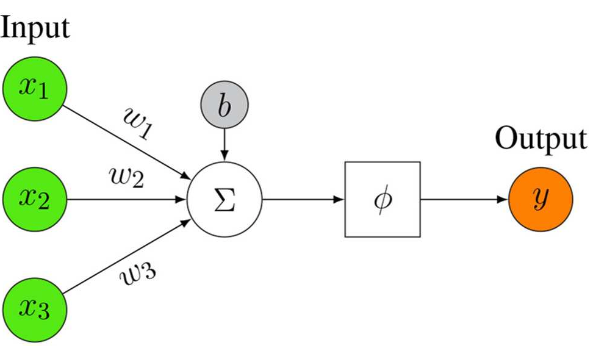 Input
x₁
w₁
b
Output
x₂
w₂
Σ
ϕ
y
w₃
x₃